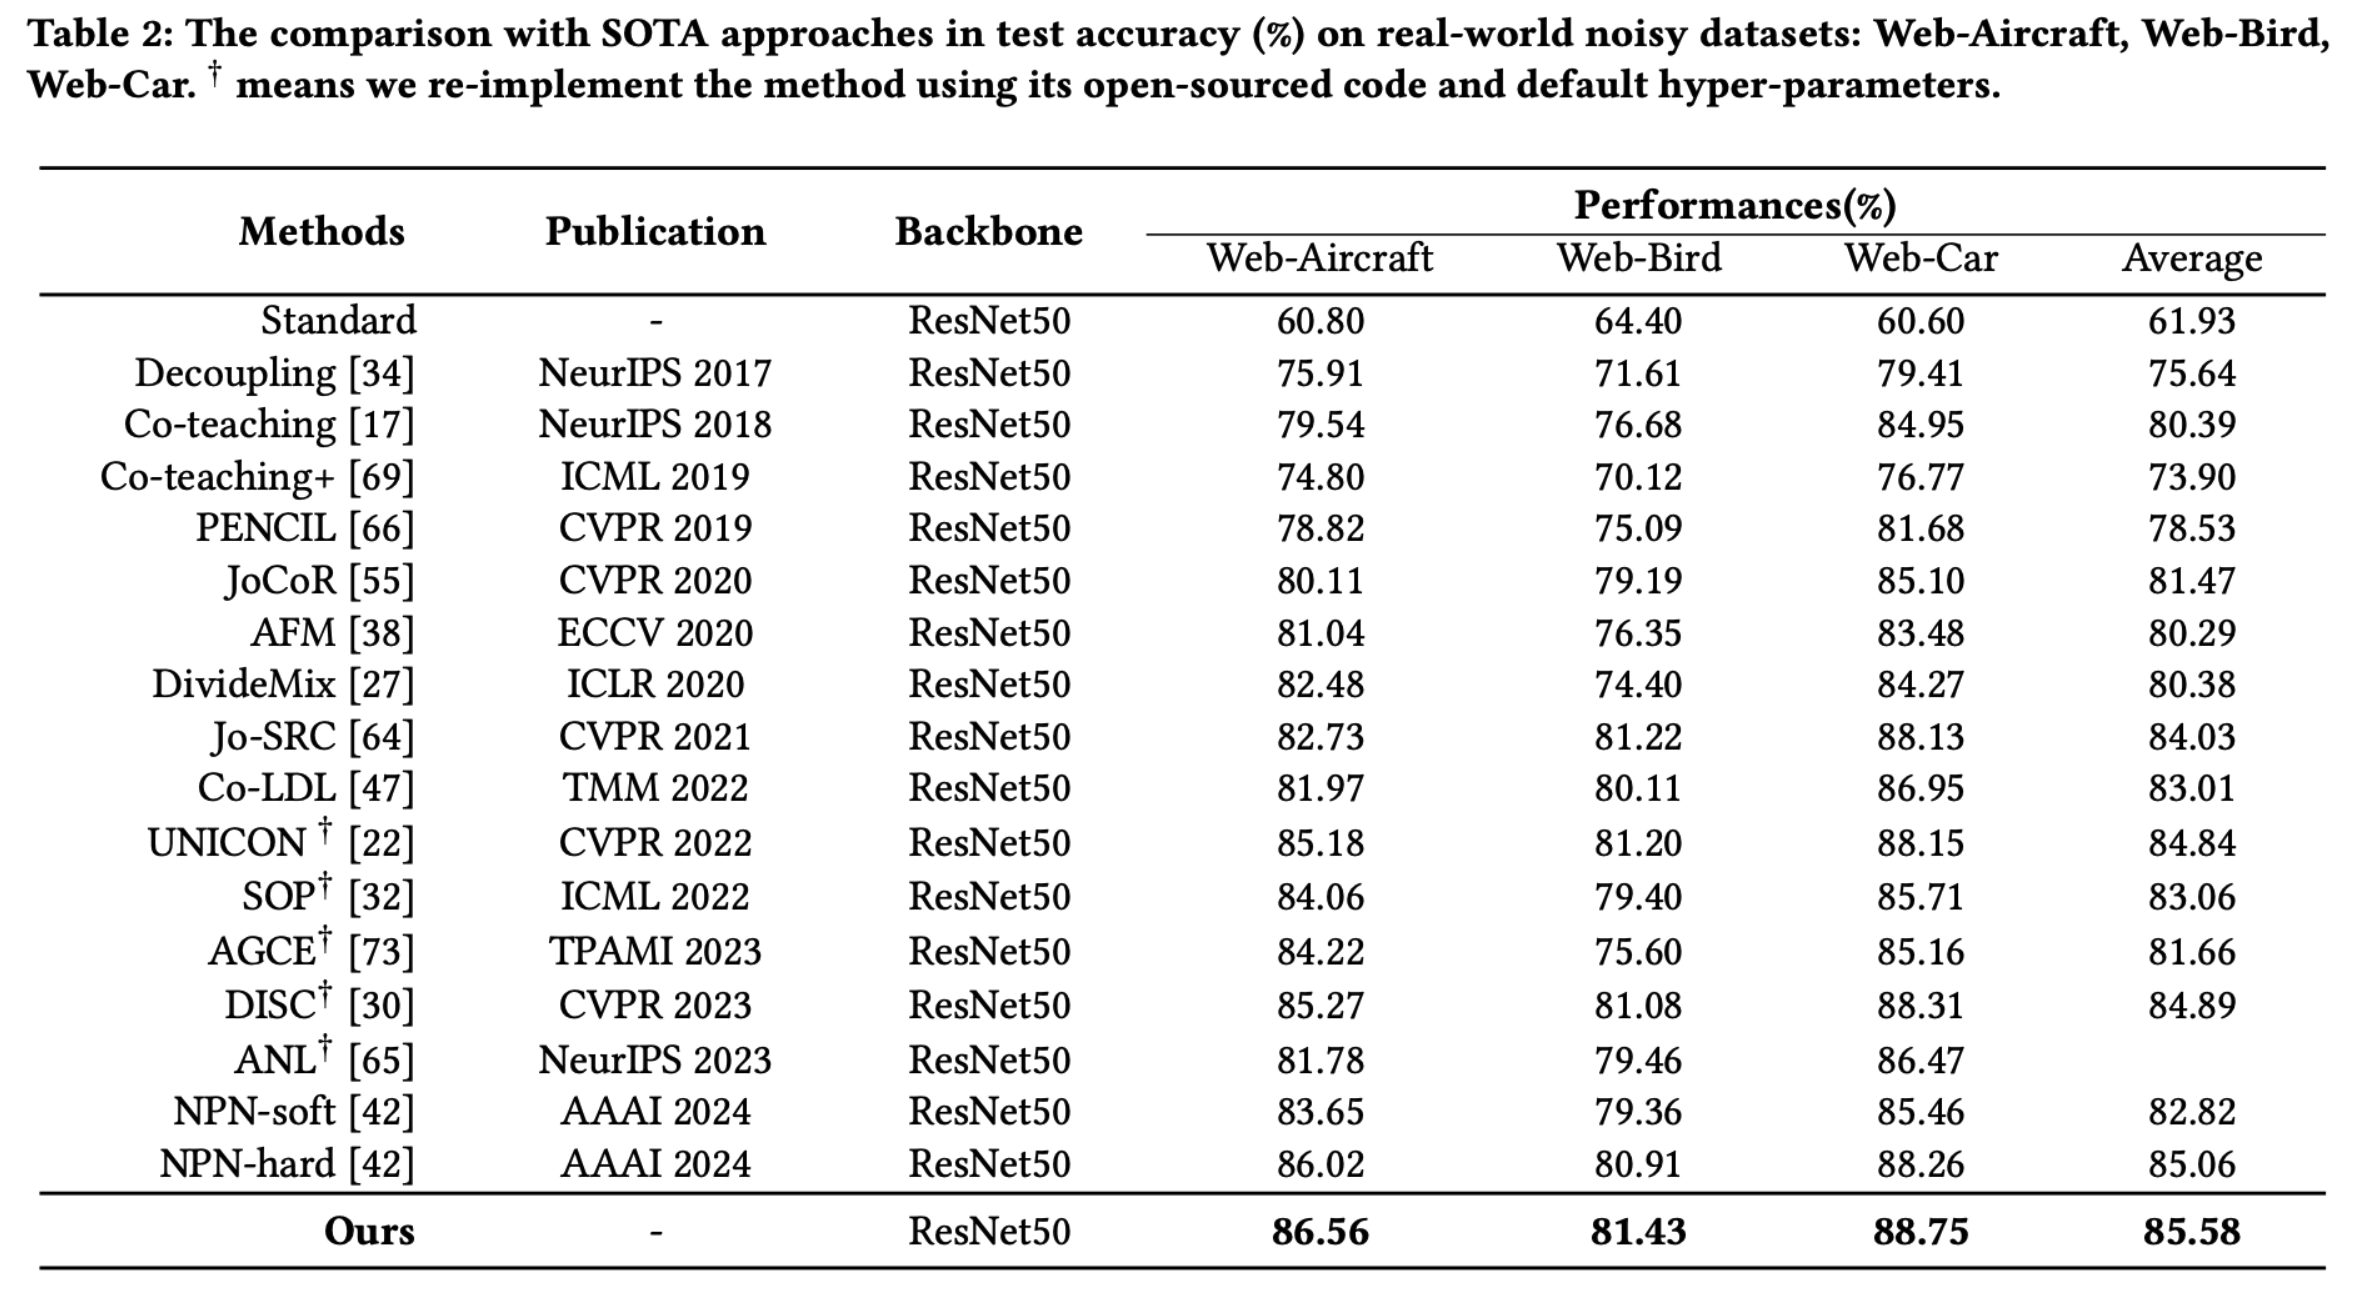 Table 2: The comparison with SOTA approaches in test accuracy (%) on real-world noisy datasets: Web-Aircraft, Web-Bird,
Web-Car. † means we re-implement the method using its open-sourced code and default hyper-parameters.
Methods Publication Backbone Performances(%)
Web-Aircraft Web-Bird Web-Car Average
Standard - ResNet50 60.80 64.40 60.60 61.93
Decoupling [34] NeurIPS 2017 ResNet50 75.91 71.61 79.41 75.64
Co-teaching [17] NeurIPS 2018 ResNet50 79.54 76.68 84.95 80.39
Co-teaching+ [69] ICML 2019 ResNet50 74.80 70.12 76.77 73.90
PENCIL [66] CVPR 2019 ResNet50 78.82 75.09 81.68 78.53
JoCoR [55] CVPR 2020 ResNet50 80.11 79.19 85.10 81.47
AFM [38] ECCV 2020 ResNet50 81.04 76.35 83.48 80.29
DivideMix [27] ICLR 2020 ResNet50 82.48 74.40 84.27 80.38
Jo-SRC [64] CVPR 2021 ResNet50 82.73 81.22 88.13 84.03
Co-LDL [47] TMM 2022 ResNet50 81.97 80.11 86.95 83.01
UNICON † [22] CVPR 2022 ResNet50 85.18 81.20 88.15 84.84
SOP† [32] ICML 2022 ResNet50 84.06 79.40 85.71 83.06
AGCE† [73] TPAMI 2023 ResNet50 84.22 75.60 85.16 81.66
DISC† [30] CVPR 2023 ResNet50 85.27 81.08 88.31 84.89
ANL† [65] NeurIPS 2023 ResNet50 81.78 79.46 86.47
NPN-soft [42] AAAI 2024 ResNet50 83.65 79.36 85.46 82.82
NPN-hard [42] AAAI 2024 ResNet50 86.02 80.91 88.26 85.06
Ours - ResNet50 86.56 81.43 88.75 85.58